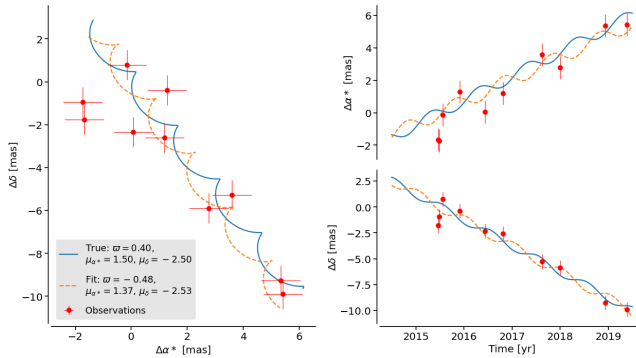 2
0
−2
−4
−6
−8
−10
Δδ [mas]
True: ϖ = 0.40,
μα* = 1.50, μδ = −2.50
Fit: ϖ = −0.48,
μα* = 1.37, μδ = −2.53
Observations
−2
0
2
4
6
Δα* [mas]
6
4
2
0
−2
Δα* [mas]
2.5
0.0
−2.5
−5.0
−7.5
−10.0
Δδ [mas]
2015
2016
2017
2018
2019
Time [yr]